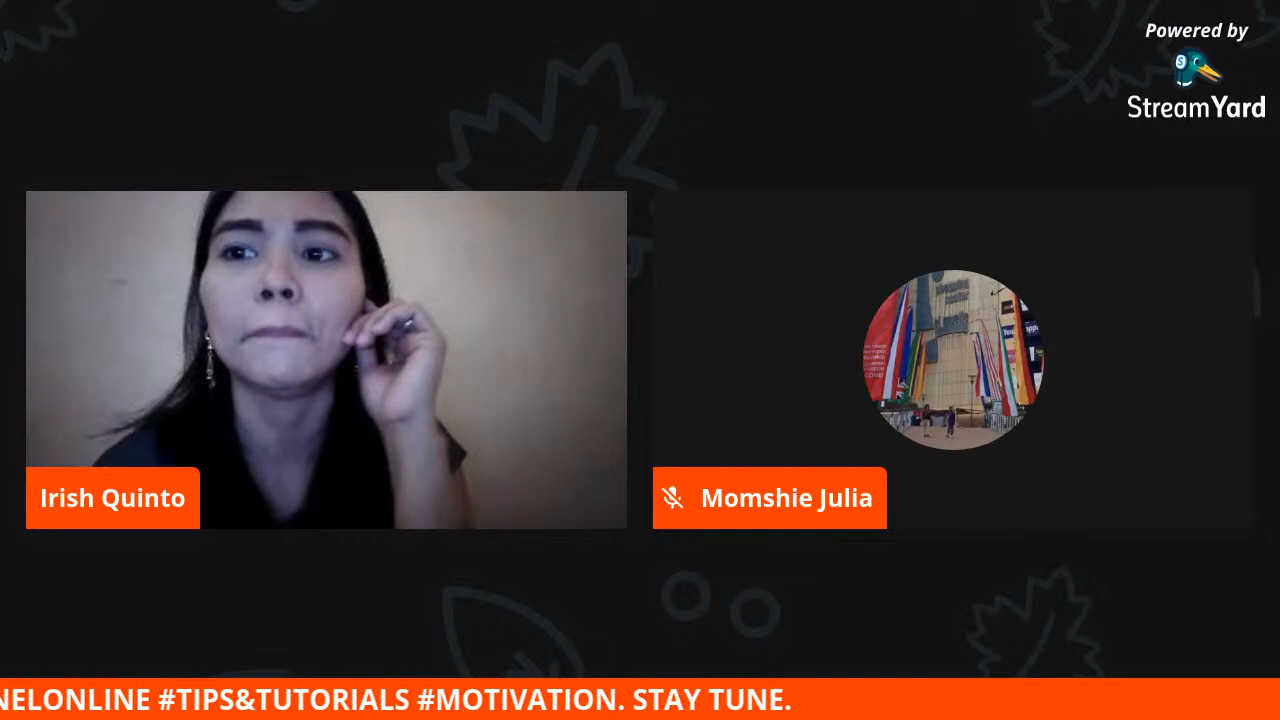 Powered by
StreamYard
Irish Quinto
Momshie Julia
NELONLINE #TIPS&TUTORIALS #MOTIVATION. STAY TUNE.